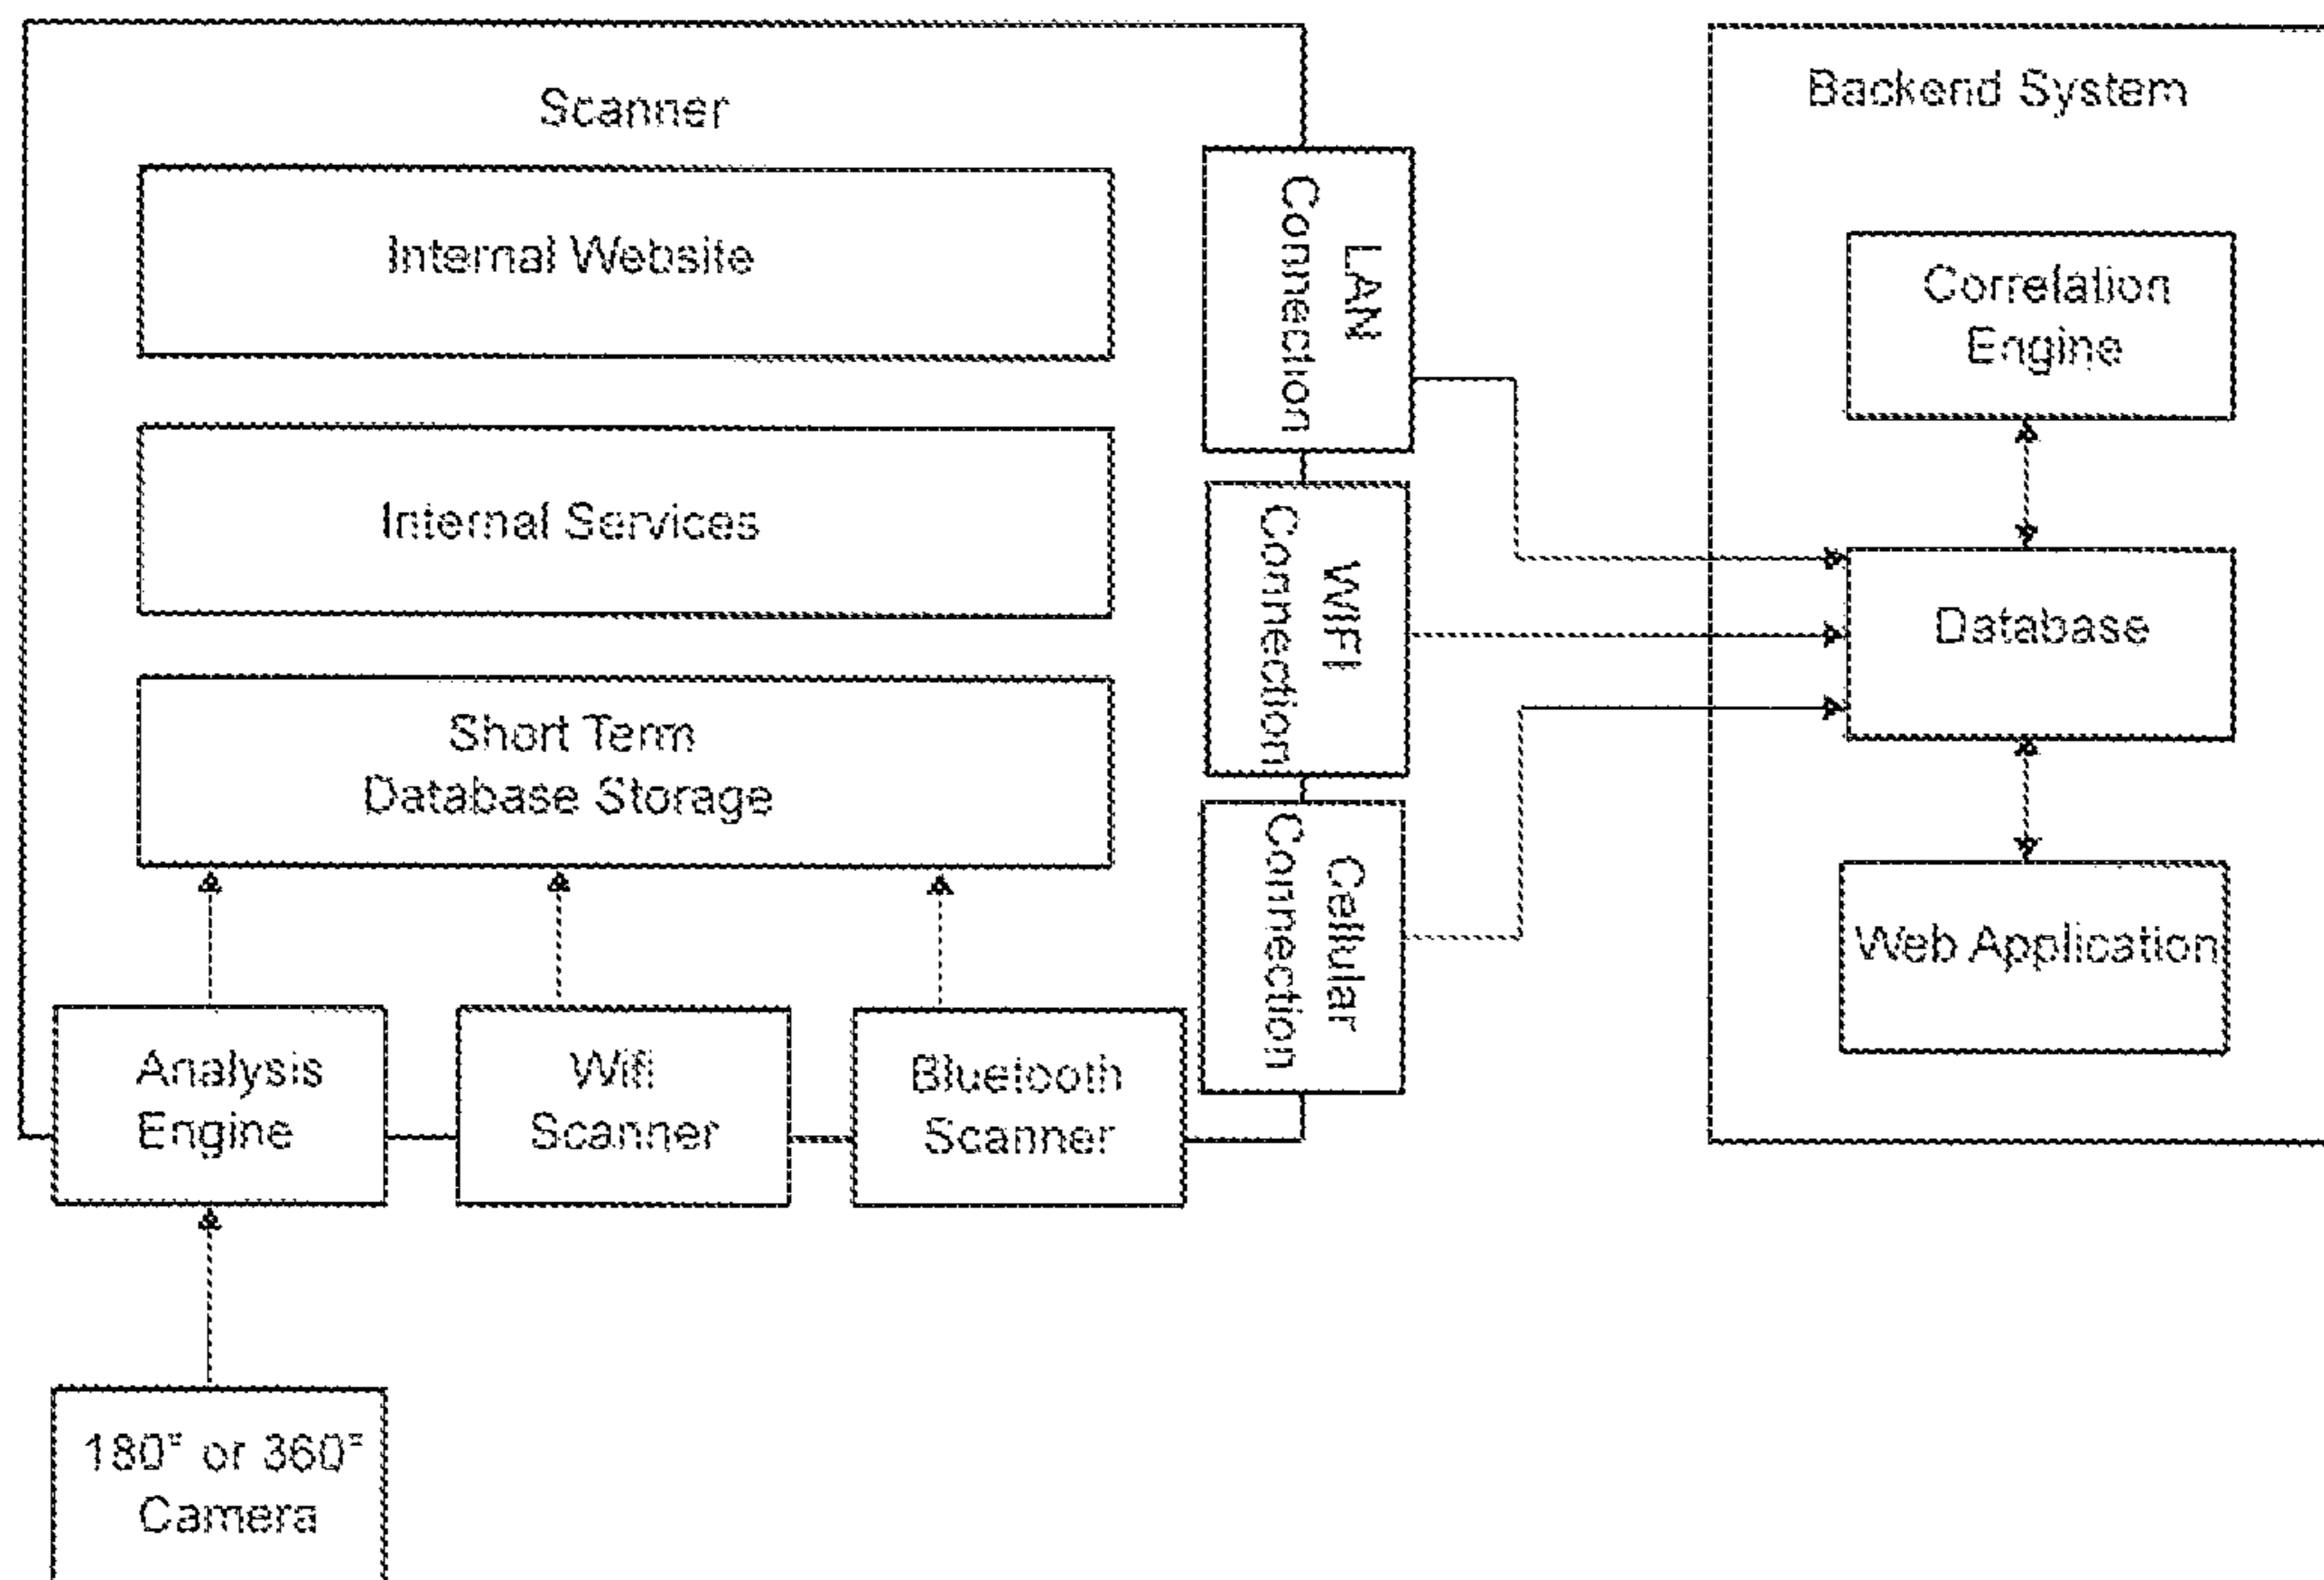 Scanner
Internal Website
Internal Services
Short Term
Database Storage
Analysis
Engine
Wifi
Scanner
Bluetooth
Scanner
180° or 360°
Camera
LAN
Connection
WIFI
Connection
Cellular
Connection
Backend System
Correlation
Engine
Database
Web Application